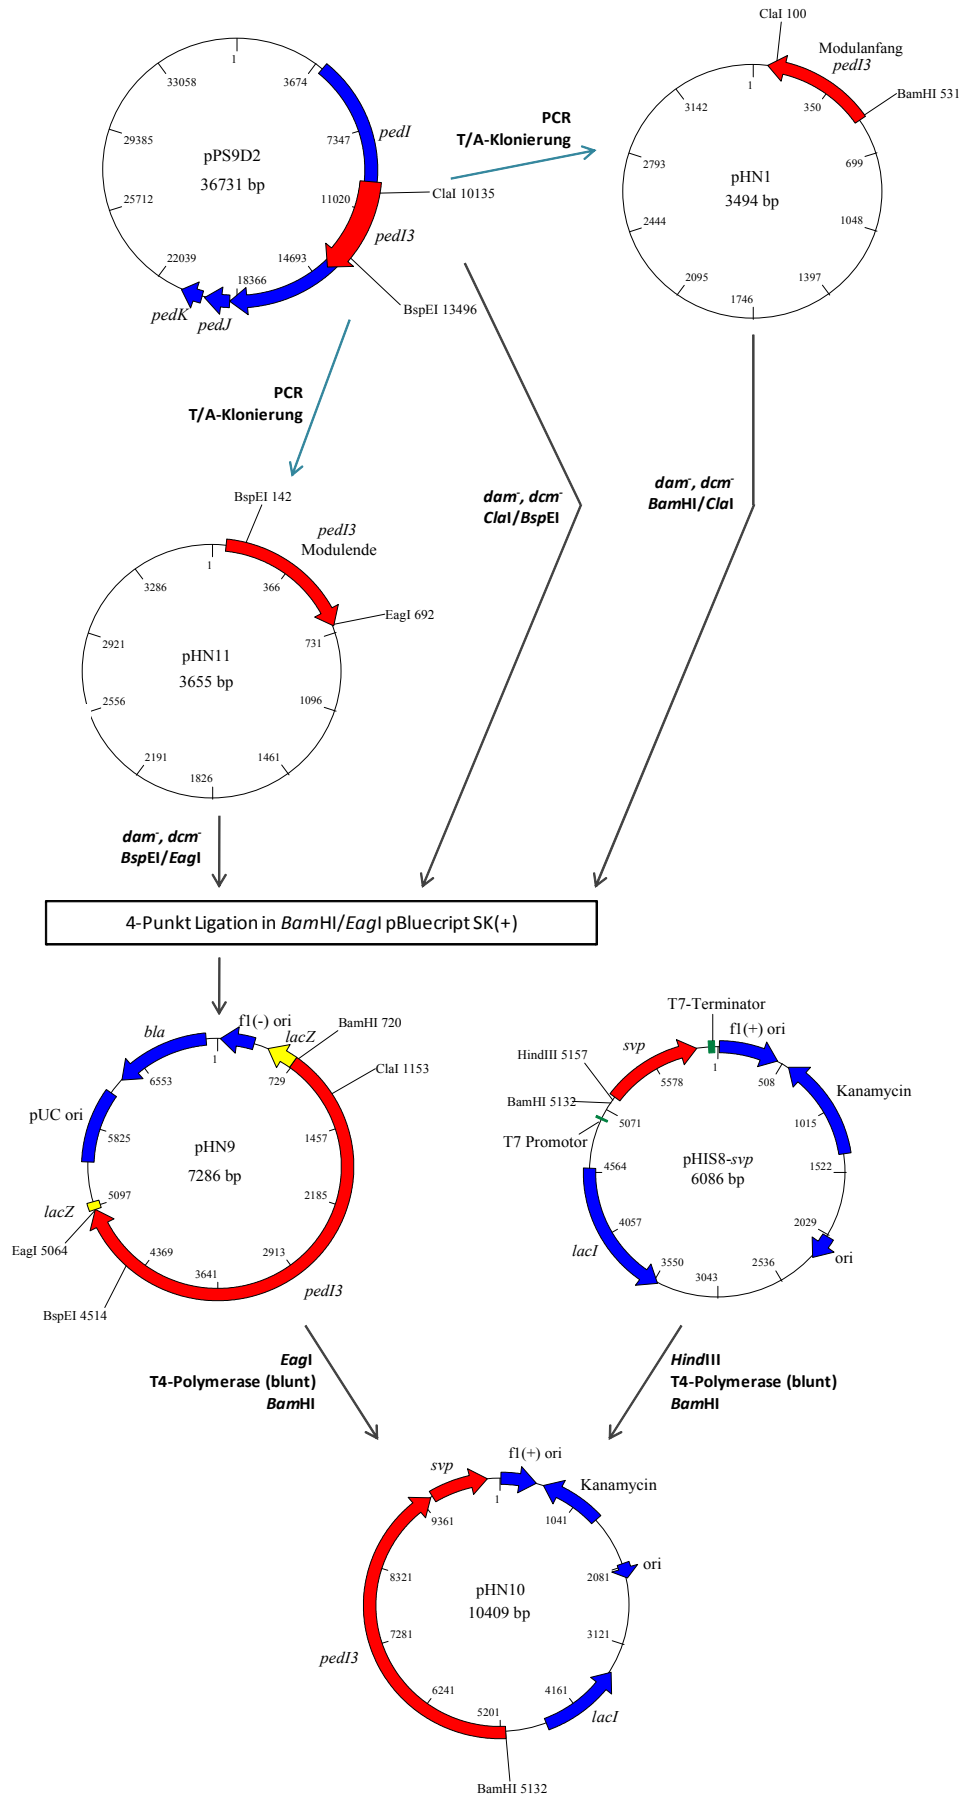 1
3674
7347
11020
14693
18366
22039
25712
29385
33058
pPS9D2
36731 bp
pedI
ClaI 10135
pedI3
BspEI 13496
pedJ
pedK
PCR
T/A-Klonierung
ClaI 100
Modulanfang
pedI3
BamHI 531
1
350
699
1048
1397
1746
2095
2444
2793
3142
pHN1
3494 bp
PCR
T/A-Klonierung
dam-, dcm-
ClaI/BspEI
dam-, dcm-
BamHI/ClaI
BspEI 142
pedI3
Modulende
EagI 692
1
366
731
1096
1461
1826
2191
2556
2921
3286
pHN11
3655 bp
dam-, dcm-
BspEI/EagI
4-Punkt Ligation in BamHI/EagI pBluecript SK(+)
f1(-) ori
lacZ
BamHI 720
ClaI 1153
bla
pUC ori
lacZ
EagI 5064
BspEI 4514
pedI3
1
729
1457
2185
2913
3641
4369
5097
5825
6553
pHN9
7286 bp
T7-Terminator
f1(+) ori
svp
HindIII 5157
BamHI 5132
T7 Promotor
Kanamycin
lacI
ori
1
508
1015
1522
2029
2536
3043
3550
4057
4564
5071
5578
pHIS8-svp
6086 bp
EagI
T4-Polymerase (blunt)
BamHI
HindIII
T4-Polymerase (blunt)
BamHI
f1(+) ori
svp
Kanamycin
ori
lacI
pedI3
BamHI 5132
1
1041
2081
3121
4161
5201
6241
7281
8321
9361
pHN10
10409 bp